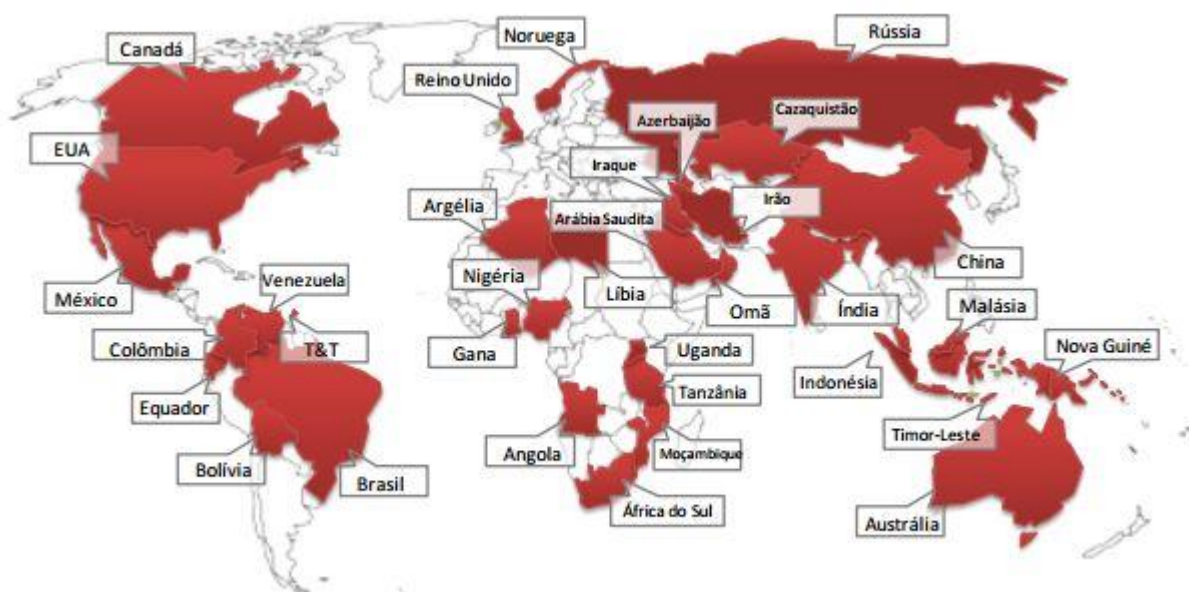 Canadá
Noruega
Rússia
Reino Unido
Azerbaijão
Cazaquistão
EUA
Iraque
Irão
Argélia
Arábia Saudita
Nigéria
Venezuela
México
Líbia
Omã
Índia
China
Malásia
Colômbia
T&T
Gana
Uganda
Nova Guiné
Indonésia
Tanzânia
Equador
Timor-Leste
Angola
Moçambique
Bolívia
Brasil
África do Sul
Austrália